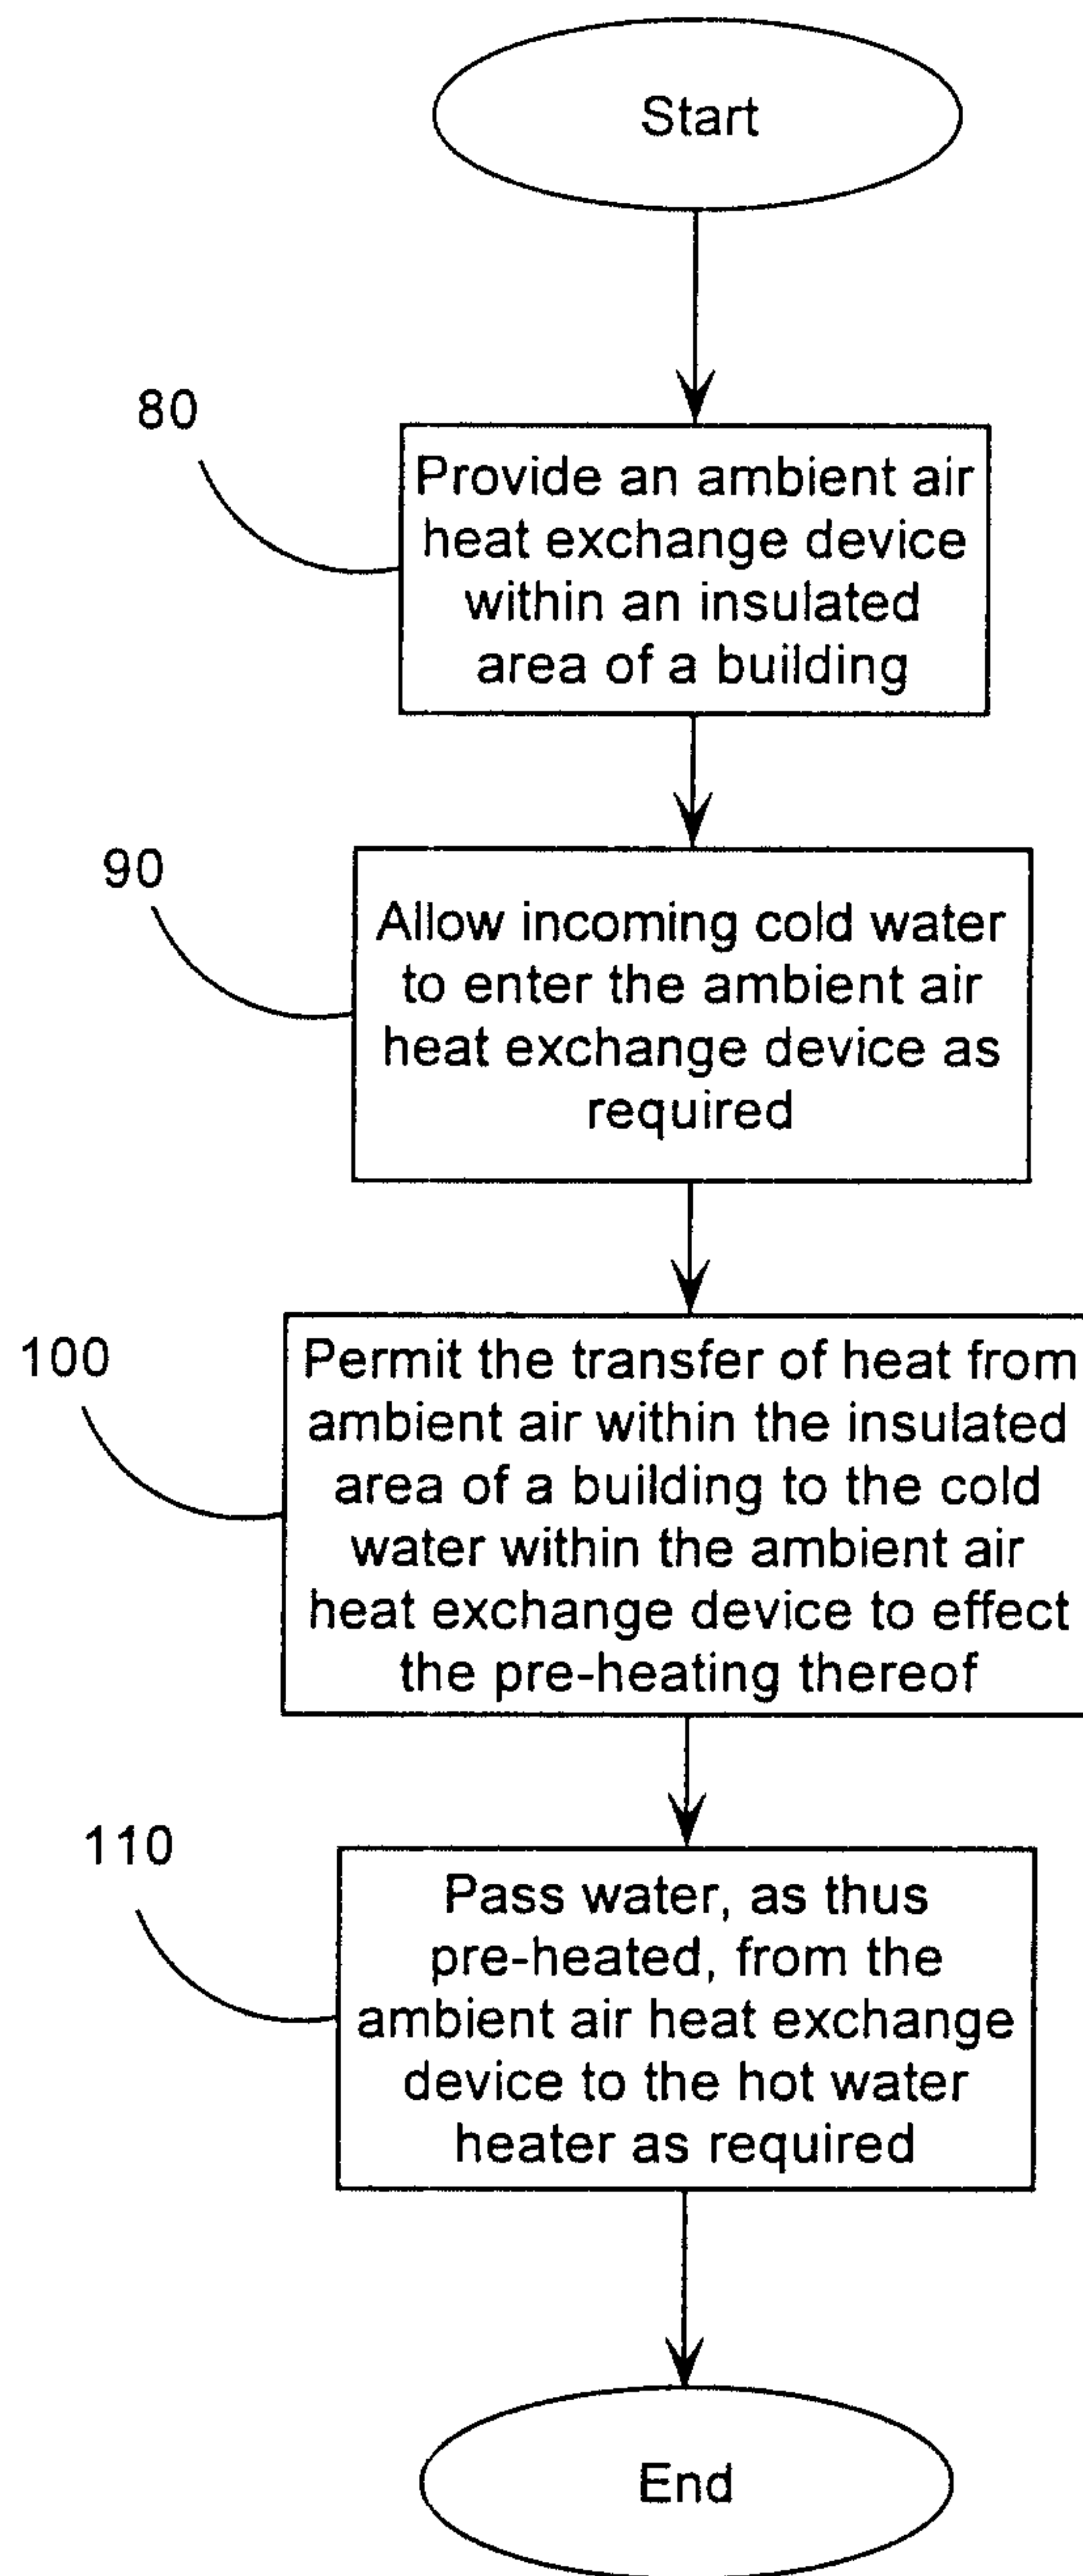 Start
80
Provide an ambient air
heat exchange device
within an insulated
area of a building
90
Allow incoming cold water
to enter the ambient air
heat exchange device as
required
100
Permit the transfer of heat from
ambient air within the insulated
area of a building to the cold
water within the ambient air
heat exchange device to effect
the pre-heating thereof
110
Pass water, as thus
pre-heated, from the
ambient air heat exchange
device to the hot water
heater as required
End